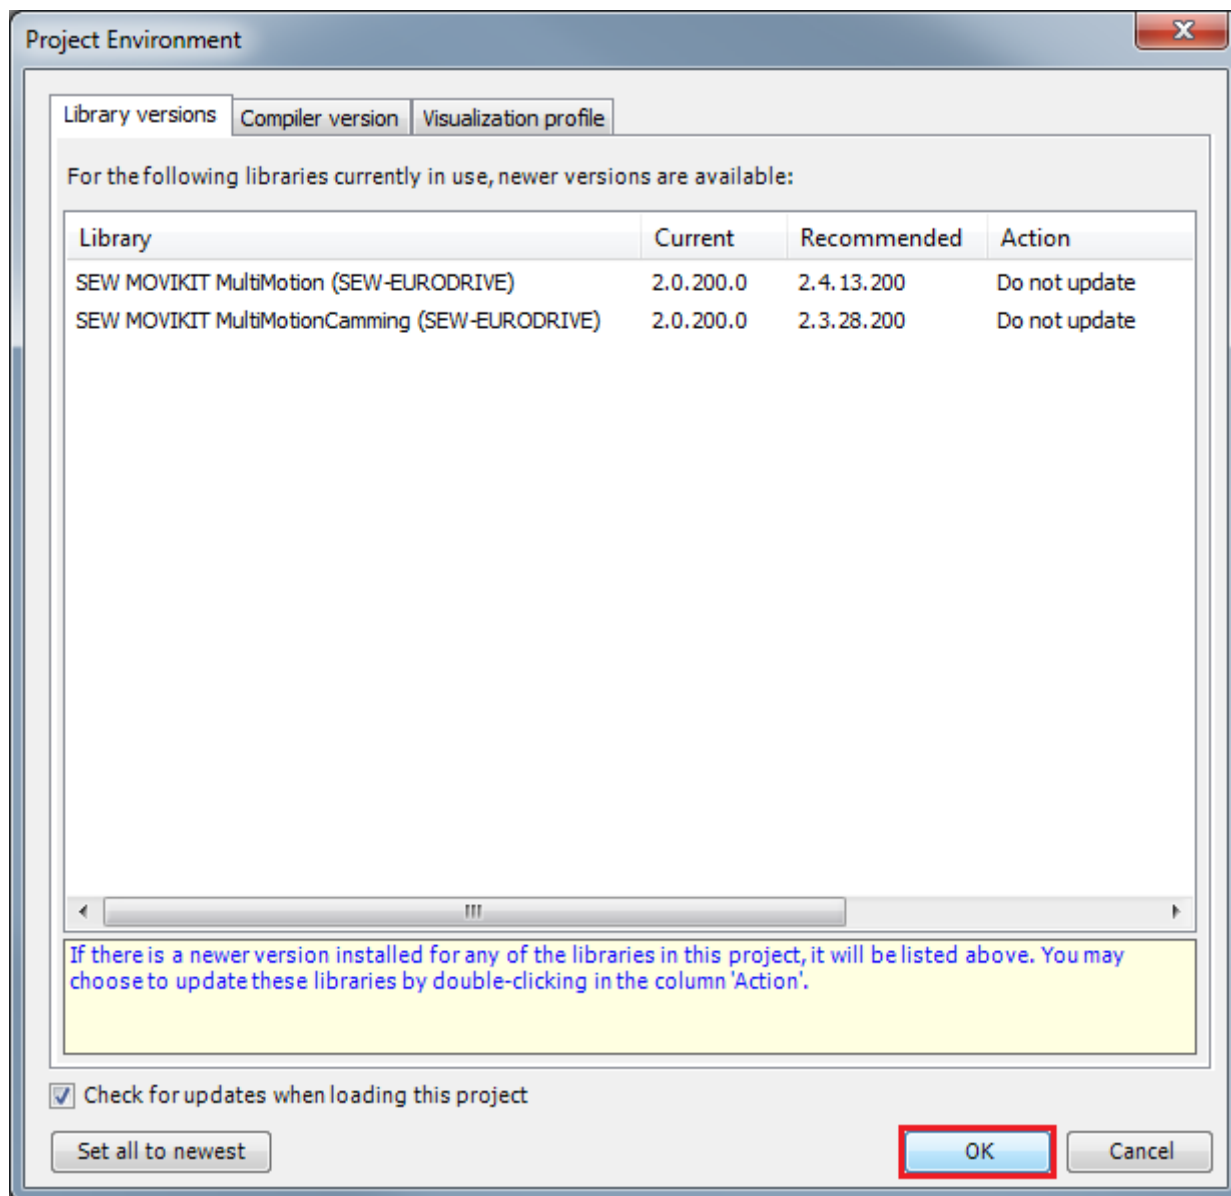 Project Environment
Library versions Compiler version Visualization profile
For the following libraries currently in use, newer versions are available:
Library Current Recommended Action
SEW MOVIKIT MultiMotion (SEW-EURODRIVE) 2.0.200.0 2.4.13.200 Do not update
SEW MOVIKIT MultiMotionCamming (SEW-EURODRIVE) 2.0.200.0 2.3.28.200 Do not update
If there is a newer version installed for any of the libraries in this project, it will be listed above. You may
choose to update these libraries by double-clicking in the column 'Action'.
Check for updates when loading this project
Set all to newest OK Cancel